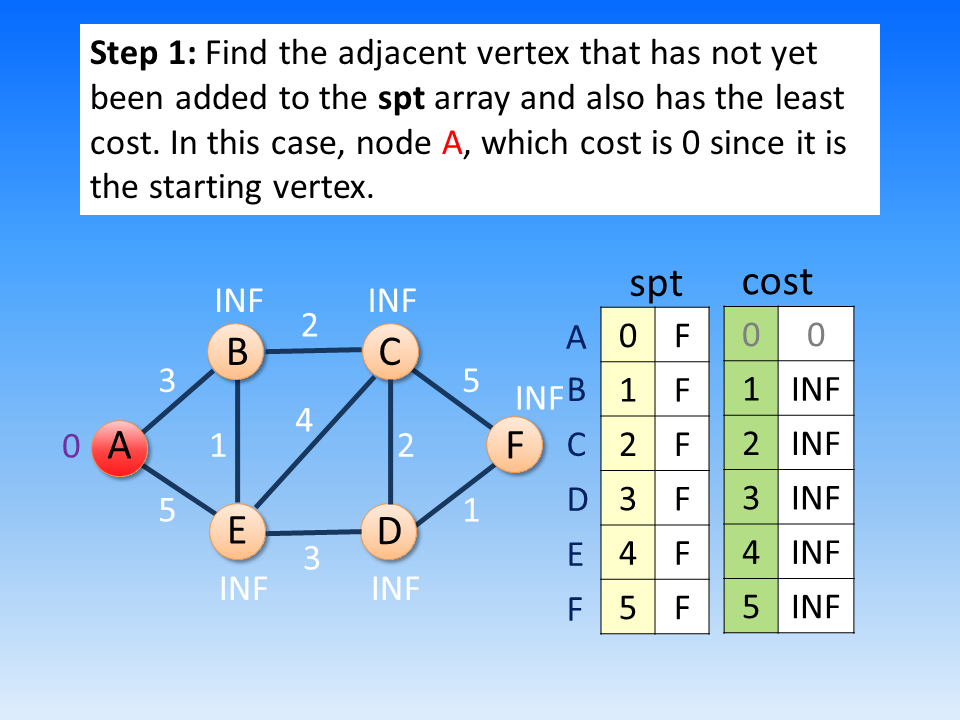 Step 1: Find the adjacent vertex that has not yet
been added to the spt array and also has the least
cost. In this case, node A, which cost is 0 since it is
the starting vertex.
spt cost
INF INF
2
B C
3 5
INF
4
0 A 1 2 F
5 1
E D
3
INF INF
A 0 F 0 0
B 1 F 1 INF
C 2 F 2 INF
D 3 F 3 INF
E 4 F 4 INF
F 5 F 5 INF